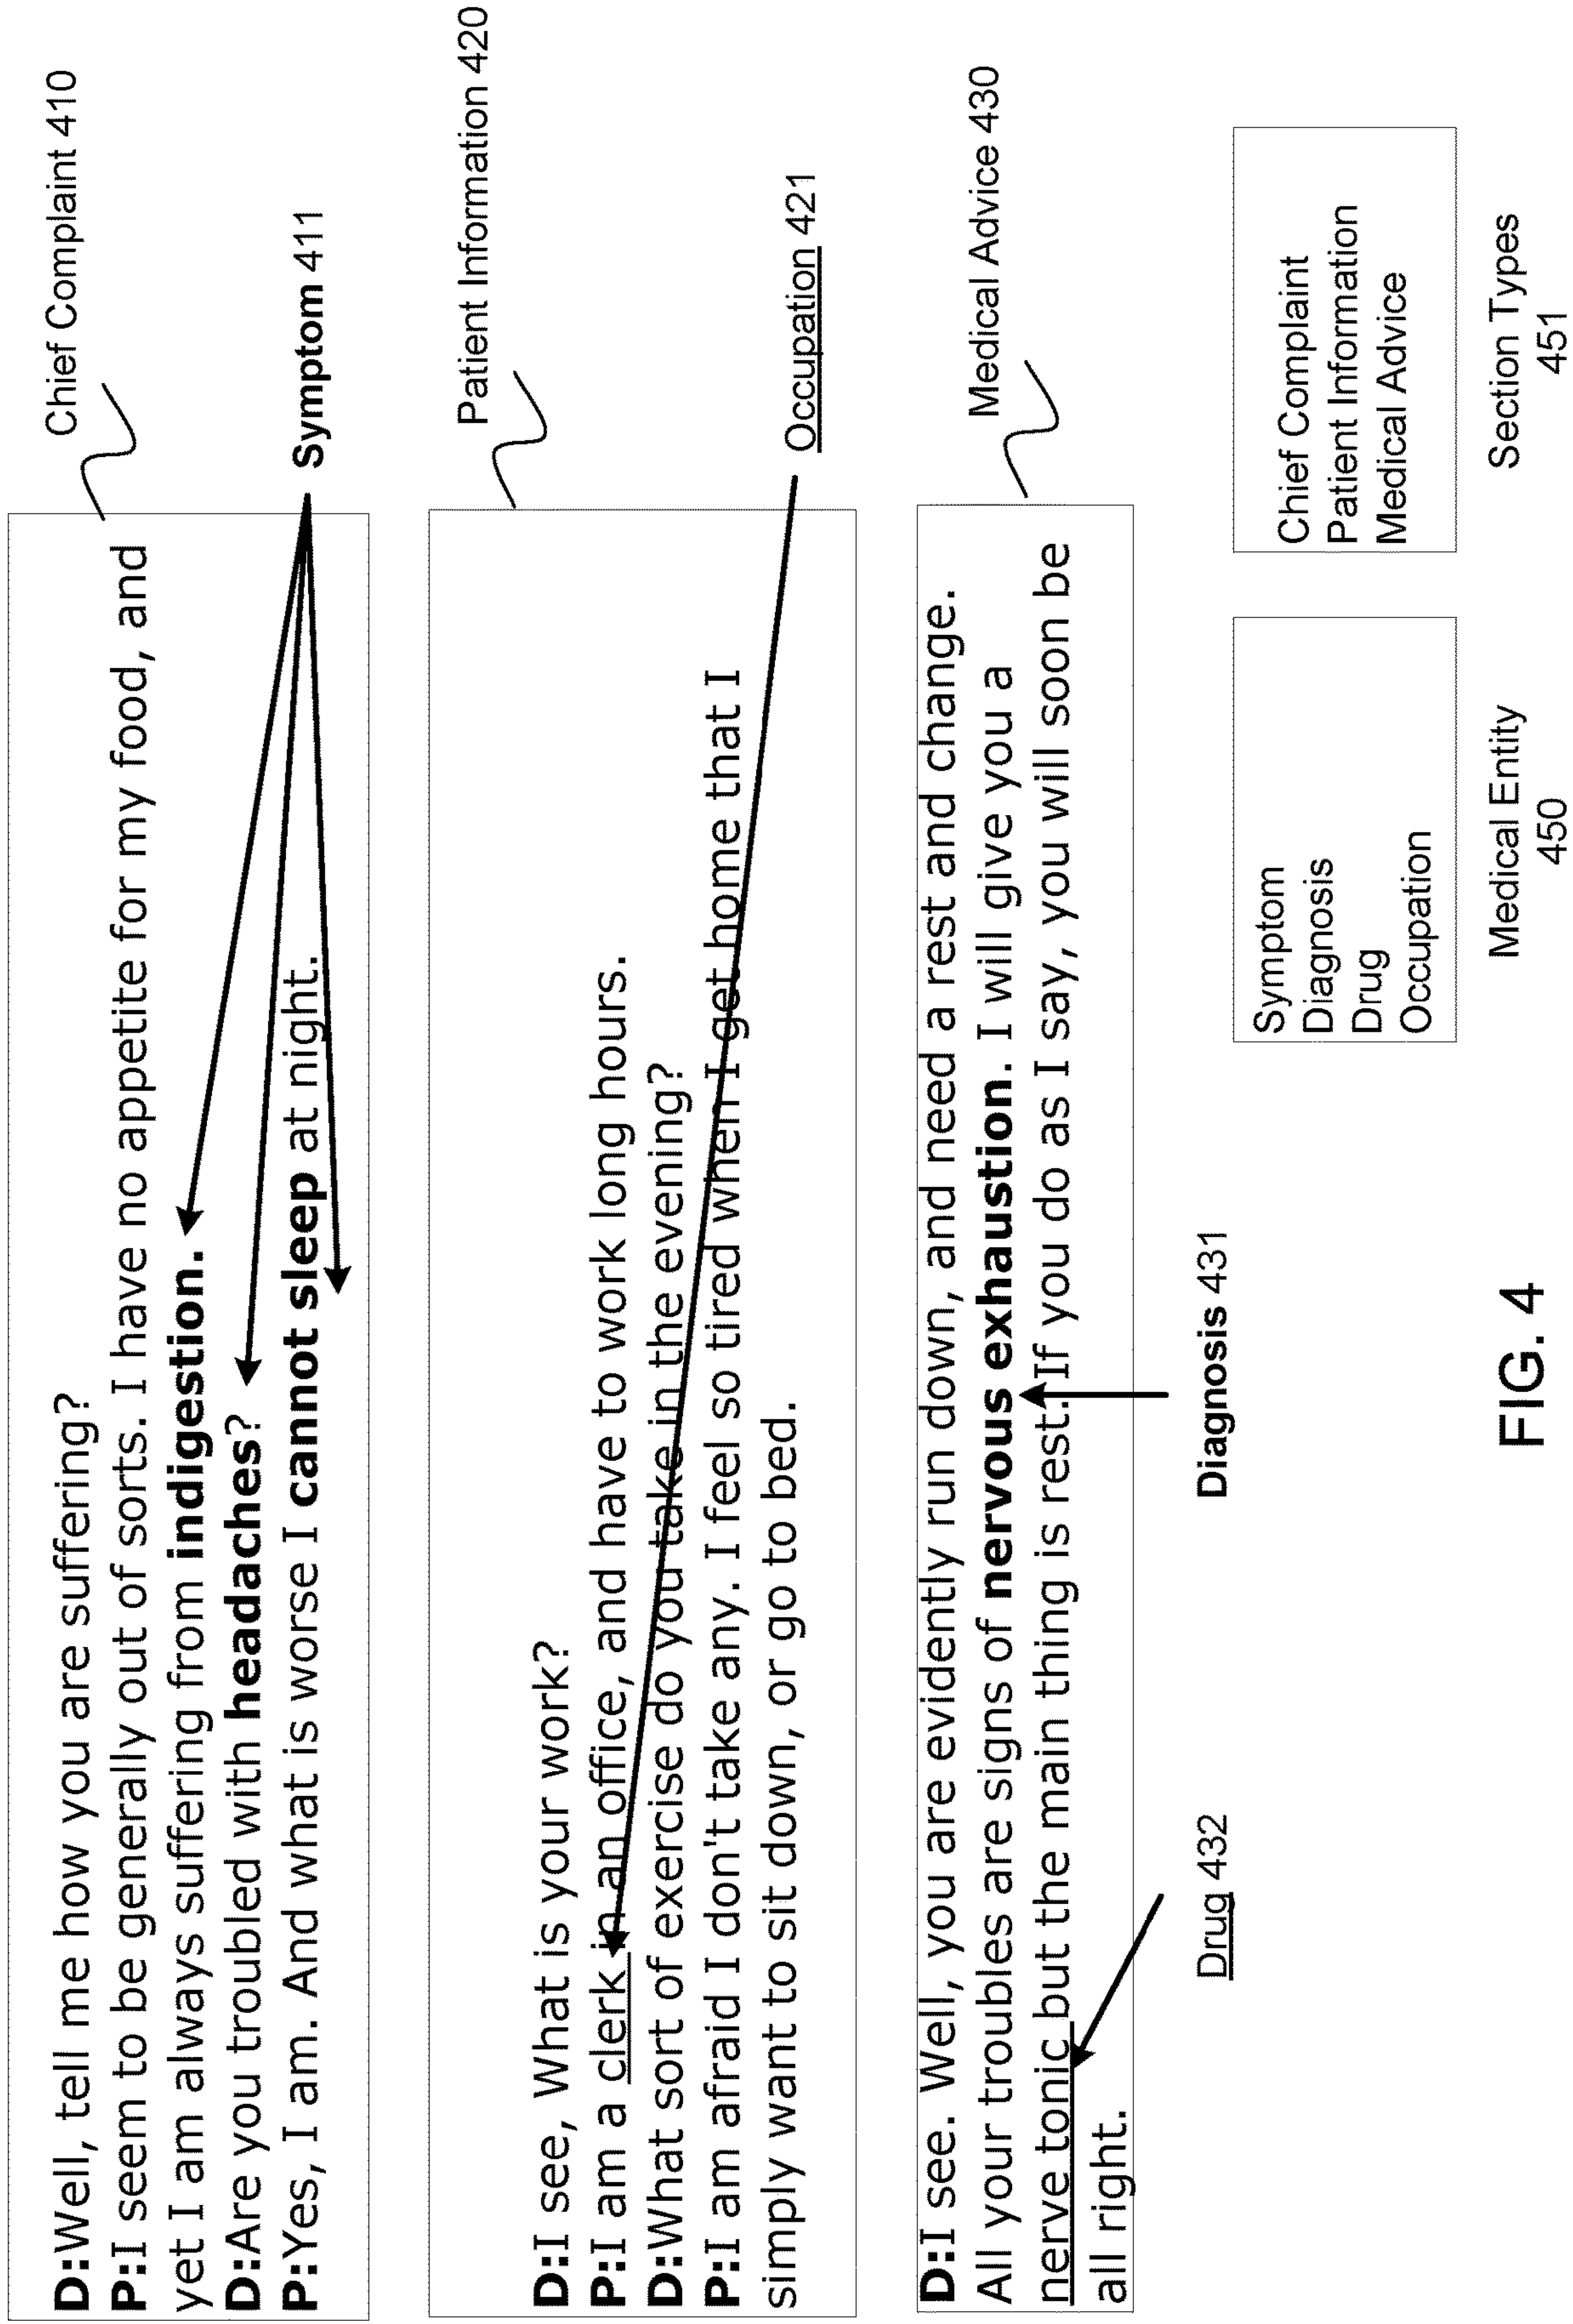 Chief Complaint 410
D:Well, tell me how you are suffering?
P:I seem to be generally out of sorts. I have no appetite for my food, and
yet I am always suffering from indigestion.
D:Are you troubled with headaches?
P:Yes, I am. And what is worse I cannot sleep at night.
Symptom 411
Patient Information 420
D:I see, What is your work?
P:I am a clerk in an office, and have to work long hours.
D:What sort of exercise do you take in the evening?
P:I am afraid I don't take any. I feel so tired when I get home that I
simply want to sit down, or go to bed.
Occupation 421
Medical Advice 430
D:I see. Well, you are evidently run down, and need a rest and change.
All your troubles are signs of nervous exhaustion. I will give you a
nerve tonic but the main thing is rest.If you do as I say, you will soon be
all right.
Drug 432
Diagnosis 431
Symptom
Diagnosis
Drug
Occupation
Medical Entity
450
Chief Complaint
Patient Information
Medical Advice
Section Types
451
FIG. 4